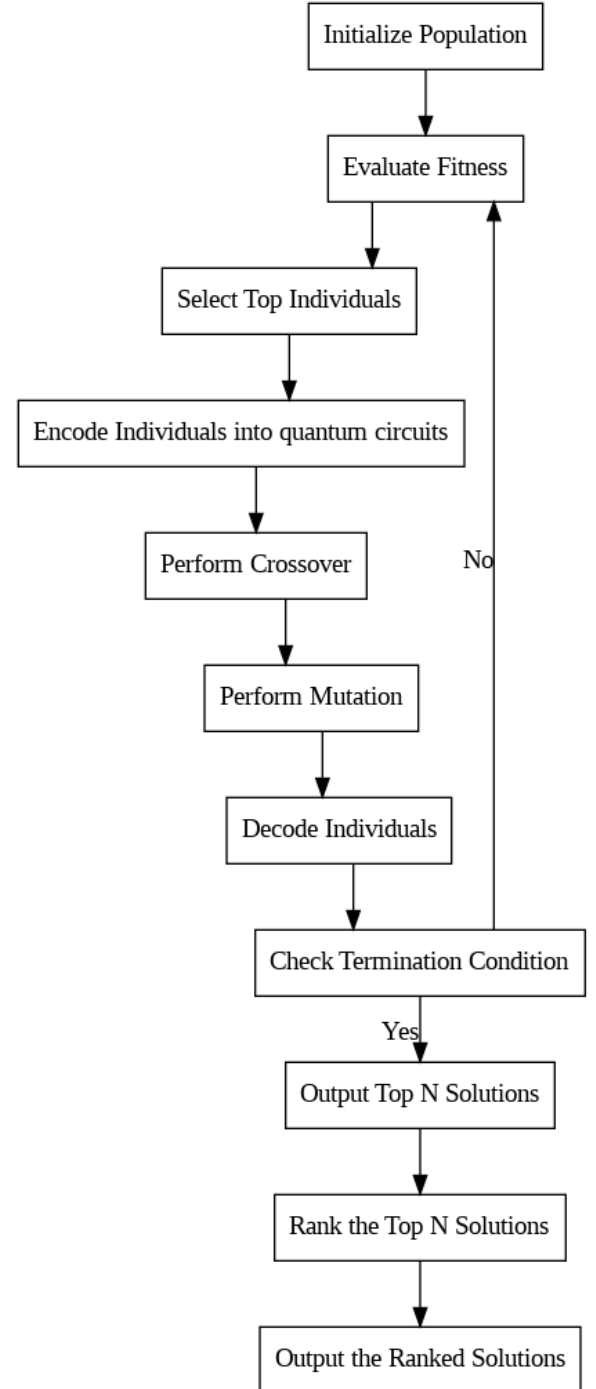 Initialize Population
Evaluate Fitness
Select Top Individuals
Encode Individuals into quantum circuits
Perform Crossover
No
Perform Mutation
Decode Individuals
Check Termination Condition
Yes
Output Top N Solutions
Rank the Top N Solutions
Output the Ranked Solutions